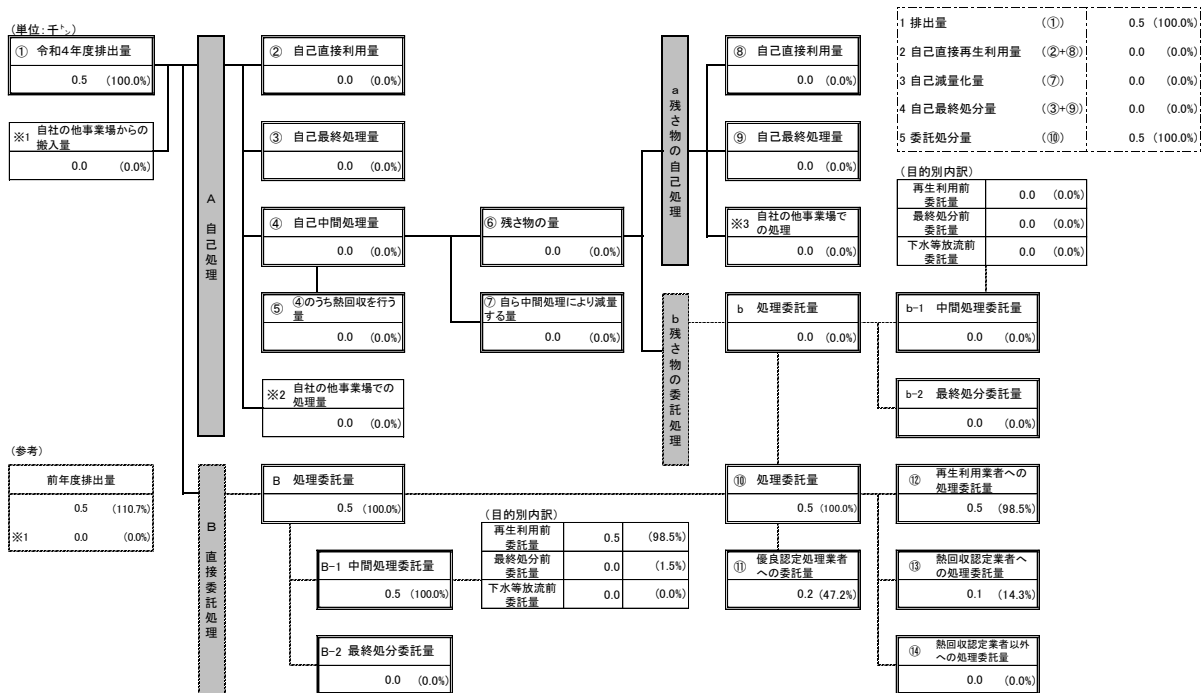 (単位:千㌧)
① 令和4年度排出量
0.5 (100.0%)
※1 自社の他事業場からの
搬入量
0.0 (0.0%)
A 自己処理
② 自己直接利用量
0.0 (0.0%)
③ 自己最終処理量
0.0 (0.0%)
④ 自己中間処理量
0.0 (0.0%)
⑤ ④のうち熱回収を行う
量
0.0 (0.0%)
※2 自社の他事業場での
処理量
0.0 (0.0%)
⑥ 残さ物の量
0.0 (0.0%)
⑦ 自ら中間処理により減量
する量
0.0 (0.0%)
a 残さ物の自己処理
⑧ 自己直接利用量
0.0 (0.0%)
⑨ 自己最終処理量
0.0 (0.0%)
※3 自社の他事業場で
の処理
0.0 (0.0%)
1 排出量 (①) 0.5 (100.0%)
2 自己直接再生利用量 (②+⑧) 0.0 (0.0%)
3 自己減量化量 (⑦) 0.0 (0.0%)
4 自己最終処分量 (③+⑨) 0.0 (0.0%)
5 委託処分量 (⑩) 0.5 (100.0%)
(目的別内訳)
再生利用前
委託量 0.0 (0.0%)
最終処分前
委託量 0.0 (0.0%)
下水等放流前
委託量 0.0 (0.0%)
b 残さ物の委託処理
b 処理委託量
0.0 (0.0%)
b-1 中間処理委託量
0.0 (0.0%)
b-2 最終処分委託量
0.0 (0.0%)
(参考)
前年度排出量
0.5 (110.7%)
※1 0.0 (0.0%)
B 直接委託処理
B 処理委託量
0.5 (100.0%)
B-1 中間処理委託量
0.5 (100.0%)
B-2 最終処分委託量
0.0 (0.0%)
(目的別内訳)
再生利用前
委託量 0.5 (98.5%)
最終処分前
委託量 0.0 (1.5%)
下水等放流前
委託量 0.0 (0.0%)
⑩ 処理委託量
0.5 (100.0%)
⑪ 優良認定処理業者
への委託量
0.2 (47.2%)
⑫ 再生利用業者への
処理委託量
0.5 (98.5%)
⑬ 熱回収認定業者へ
の処理委託量
0.1 (14.3%)
⑭ 熱回収認定業者以外
への処理委託量
0.0 (0.0%)